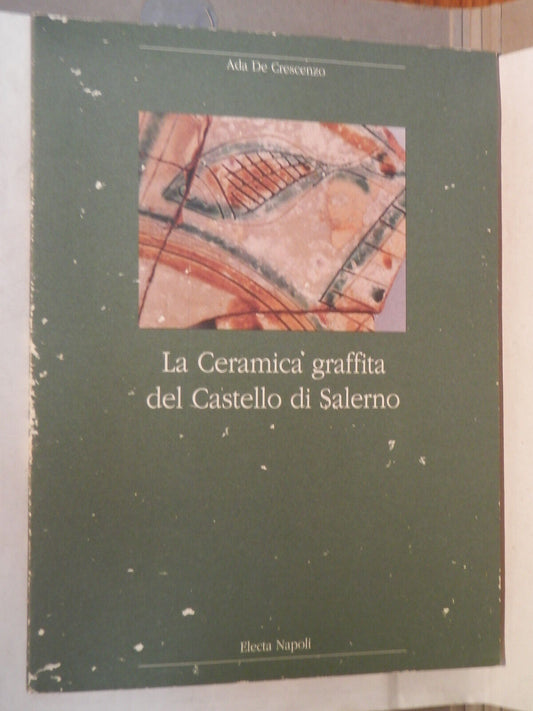 Ada De Crescenzo
La Ceramica graffita
del Castello di Salerno
Electa Napoli